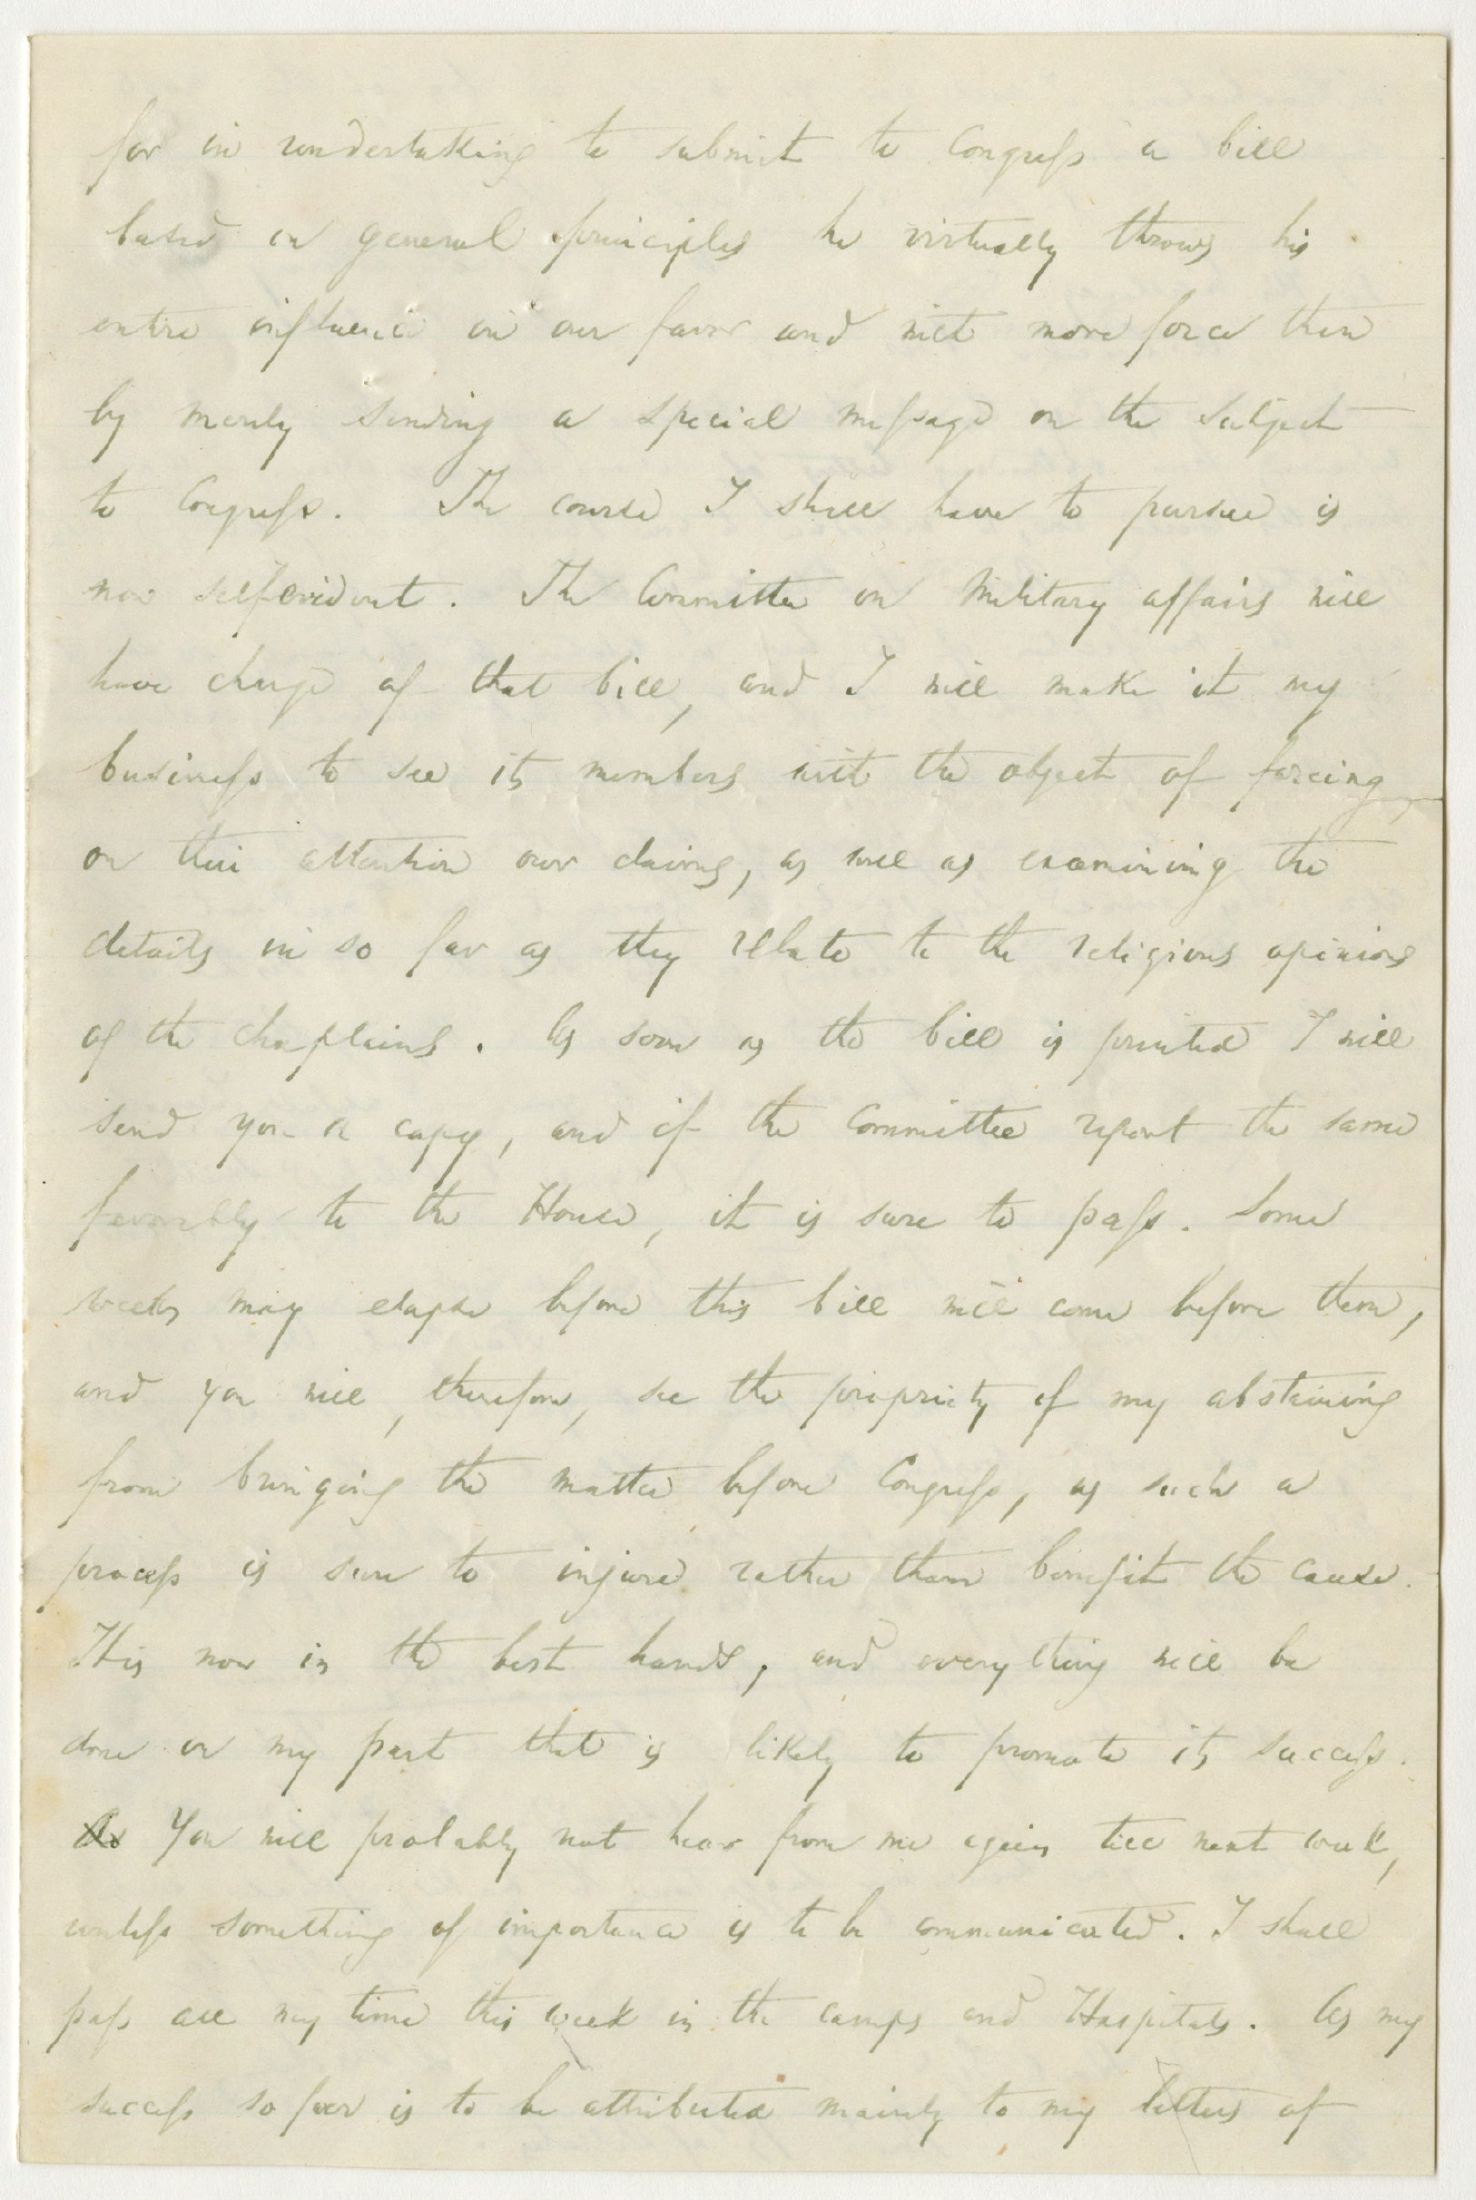 for in undertaking to submit to Congress a bill
based on general principles he virtually throws his
entire influence in our favor and with more force than
by merely sending a special message on the subject
to Congress. The course I shall have to pursue is
now selfevident. The Committee on Military affairs will
have charge of that bill, and I will make it my
business to see its members with the object of forcing
on their attention our claims, as well as examining the
details in so far as they relate to the religious opinions
of the chaplains. As soon as the bill is printed I will
send you a copy, and if the Committee report the same
favorably to the House, it is sure to pass. Some
weeks may elapse before this bill will come before them,
and you will, therefore, see the propriety of my abstaining
from bringing the matter before Congress, as such a
process is sure to injure rather than benefit the cause.
This now in the best hands, and everything will be
done on my part that is likely to promote its success.
You will probably not hear from me again till next week,
unless something of importance is to be communicated. I shall
pass all my time this week in the camps and Hospitals. As my
success so far is to be attributed mainly to my letters of